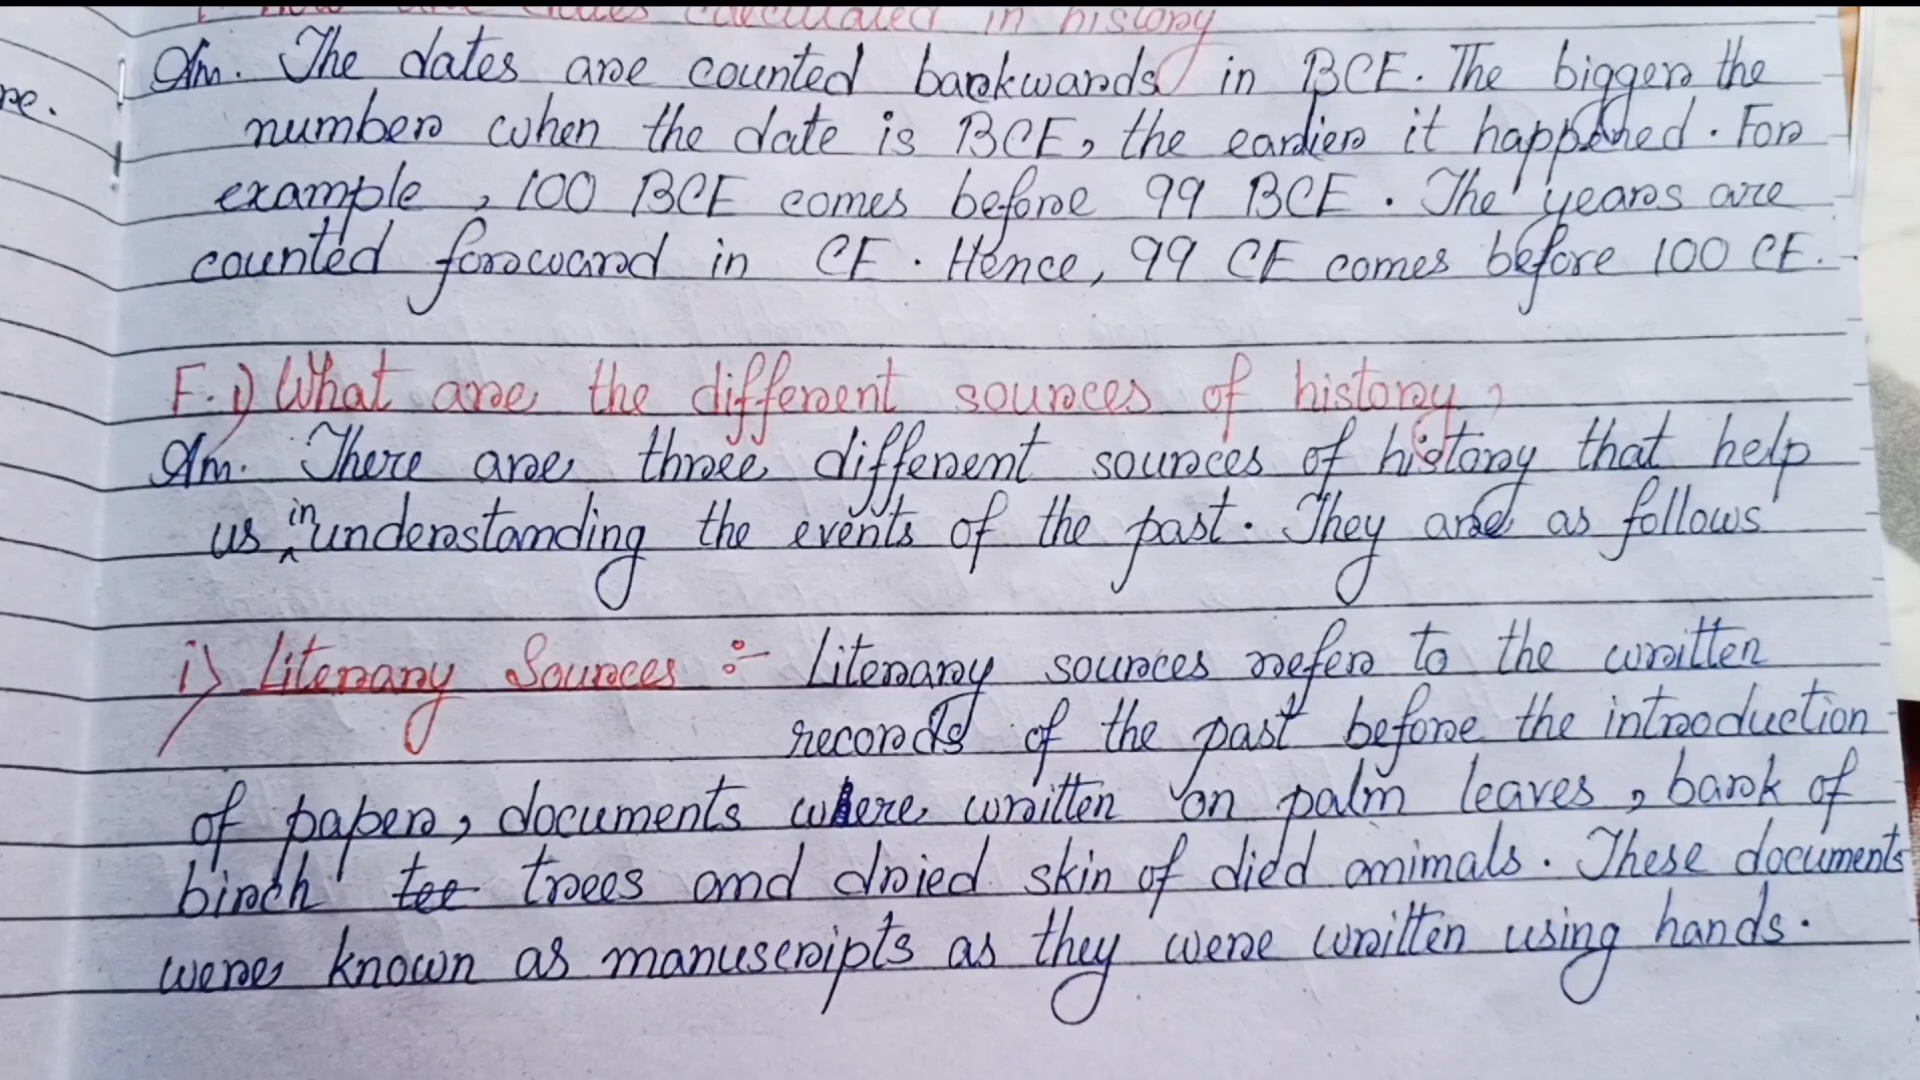 calculated in history
Ans. The dates are counted backwards in BCE. The bigger the
re.
number when the date is BCE, the earlier it happened. For
example, 100 BCE comes before 99 BCE. The years are
counted forward in CE. Hence, 99 CE comes before 100 CE.
F. i) What are the different sources of history?
Ans. There are three different sources of history that help
us in understanding the events of the past. They are as follows
i) Literary Sources :- Literary sources refer to the written
records of the past before the introduction
of paper, documents where written on palm leaves, bark of
birch tee trees and dried skin of died animals. These documents
were known as manuscripts as they were written using hands.